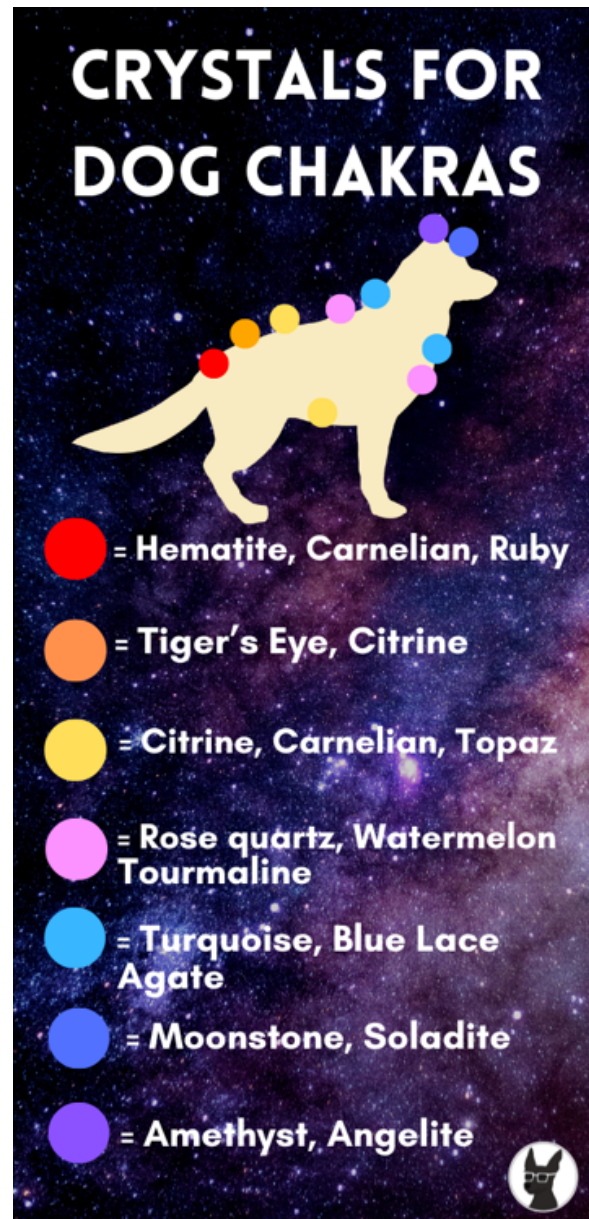 CRYSTALS FOR
DOG CHAKRAS
= Hematite, Carnelian, Ruby
= Tiger's Eye, Citrine
= Citrine, Carnelian, Topaz
= Rose quartz, Watermelon
Tourmaline
= Turquoise, Blue Lace
Agate
= Moonstone, Soladite
= Amethyst, Angelite